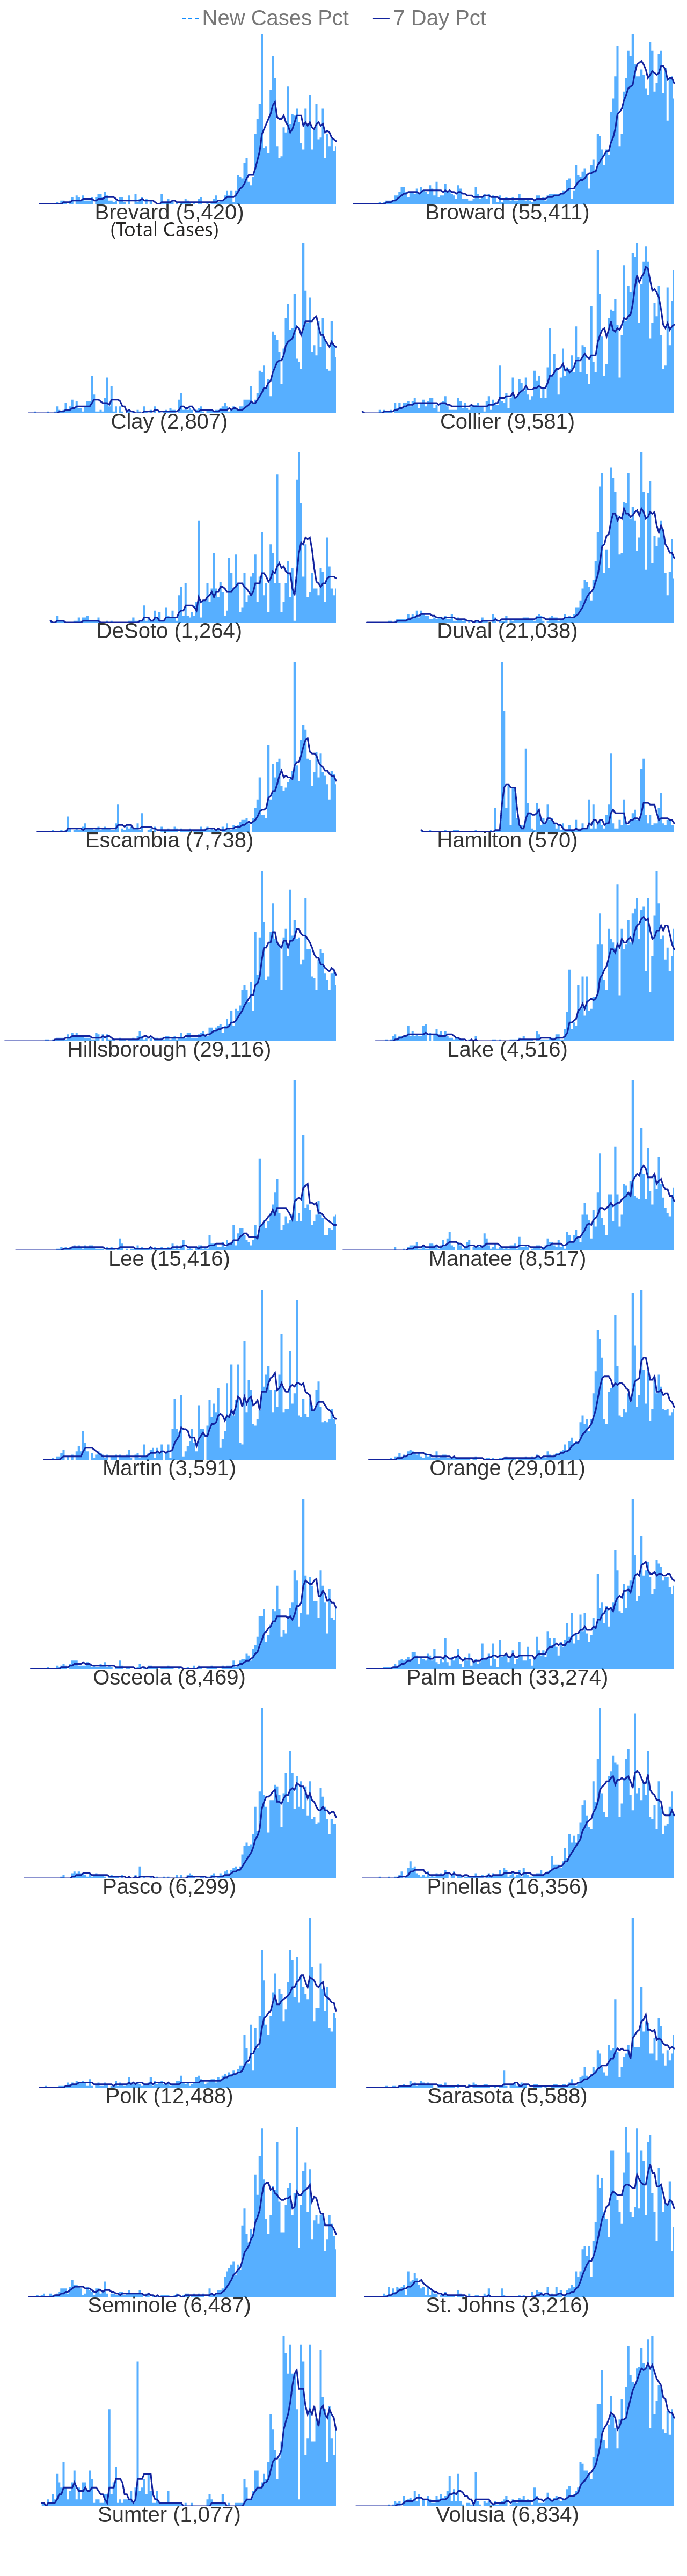 New Cases Pct 7 Day Pct
Brevard (5,420) Broward (55,411)
(Total Cases)
Clay (2,807) Collier (9,581)
DeSoto (1,264) Duval (21,038)
Escambia (7,738) Hamilton (570)
Hillsborough (29,116) Lake (4,516)
Lee (15,416) Manatee (8,517)
Martin (3,591) Orange (29,011)
Osceola (8,469) Palm Beach (33,274)
Pasco (6,299) Pinellas (16,356)
Polk (12,488) Sarasota (5,588)
Seminole (6,487) St. Johns (3,216)
Sumter (1,077) Volusia (6,834)